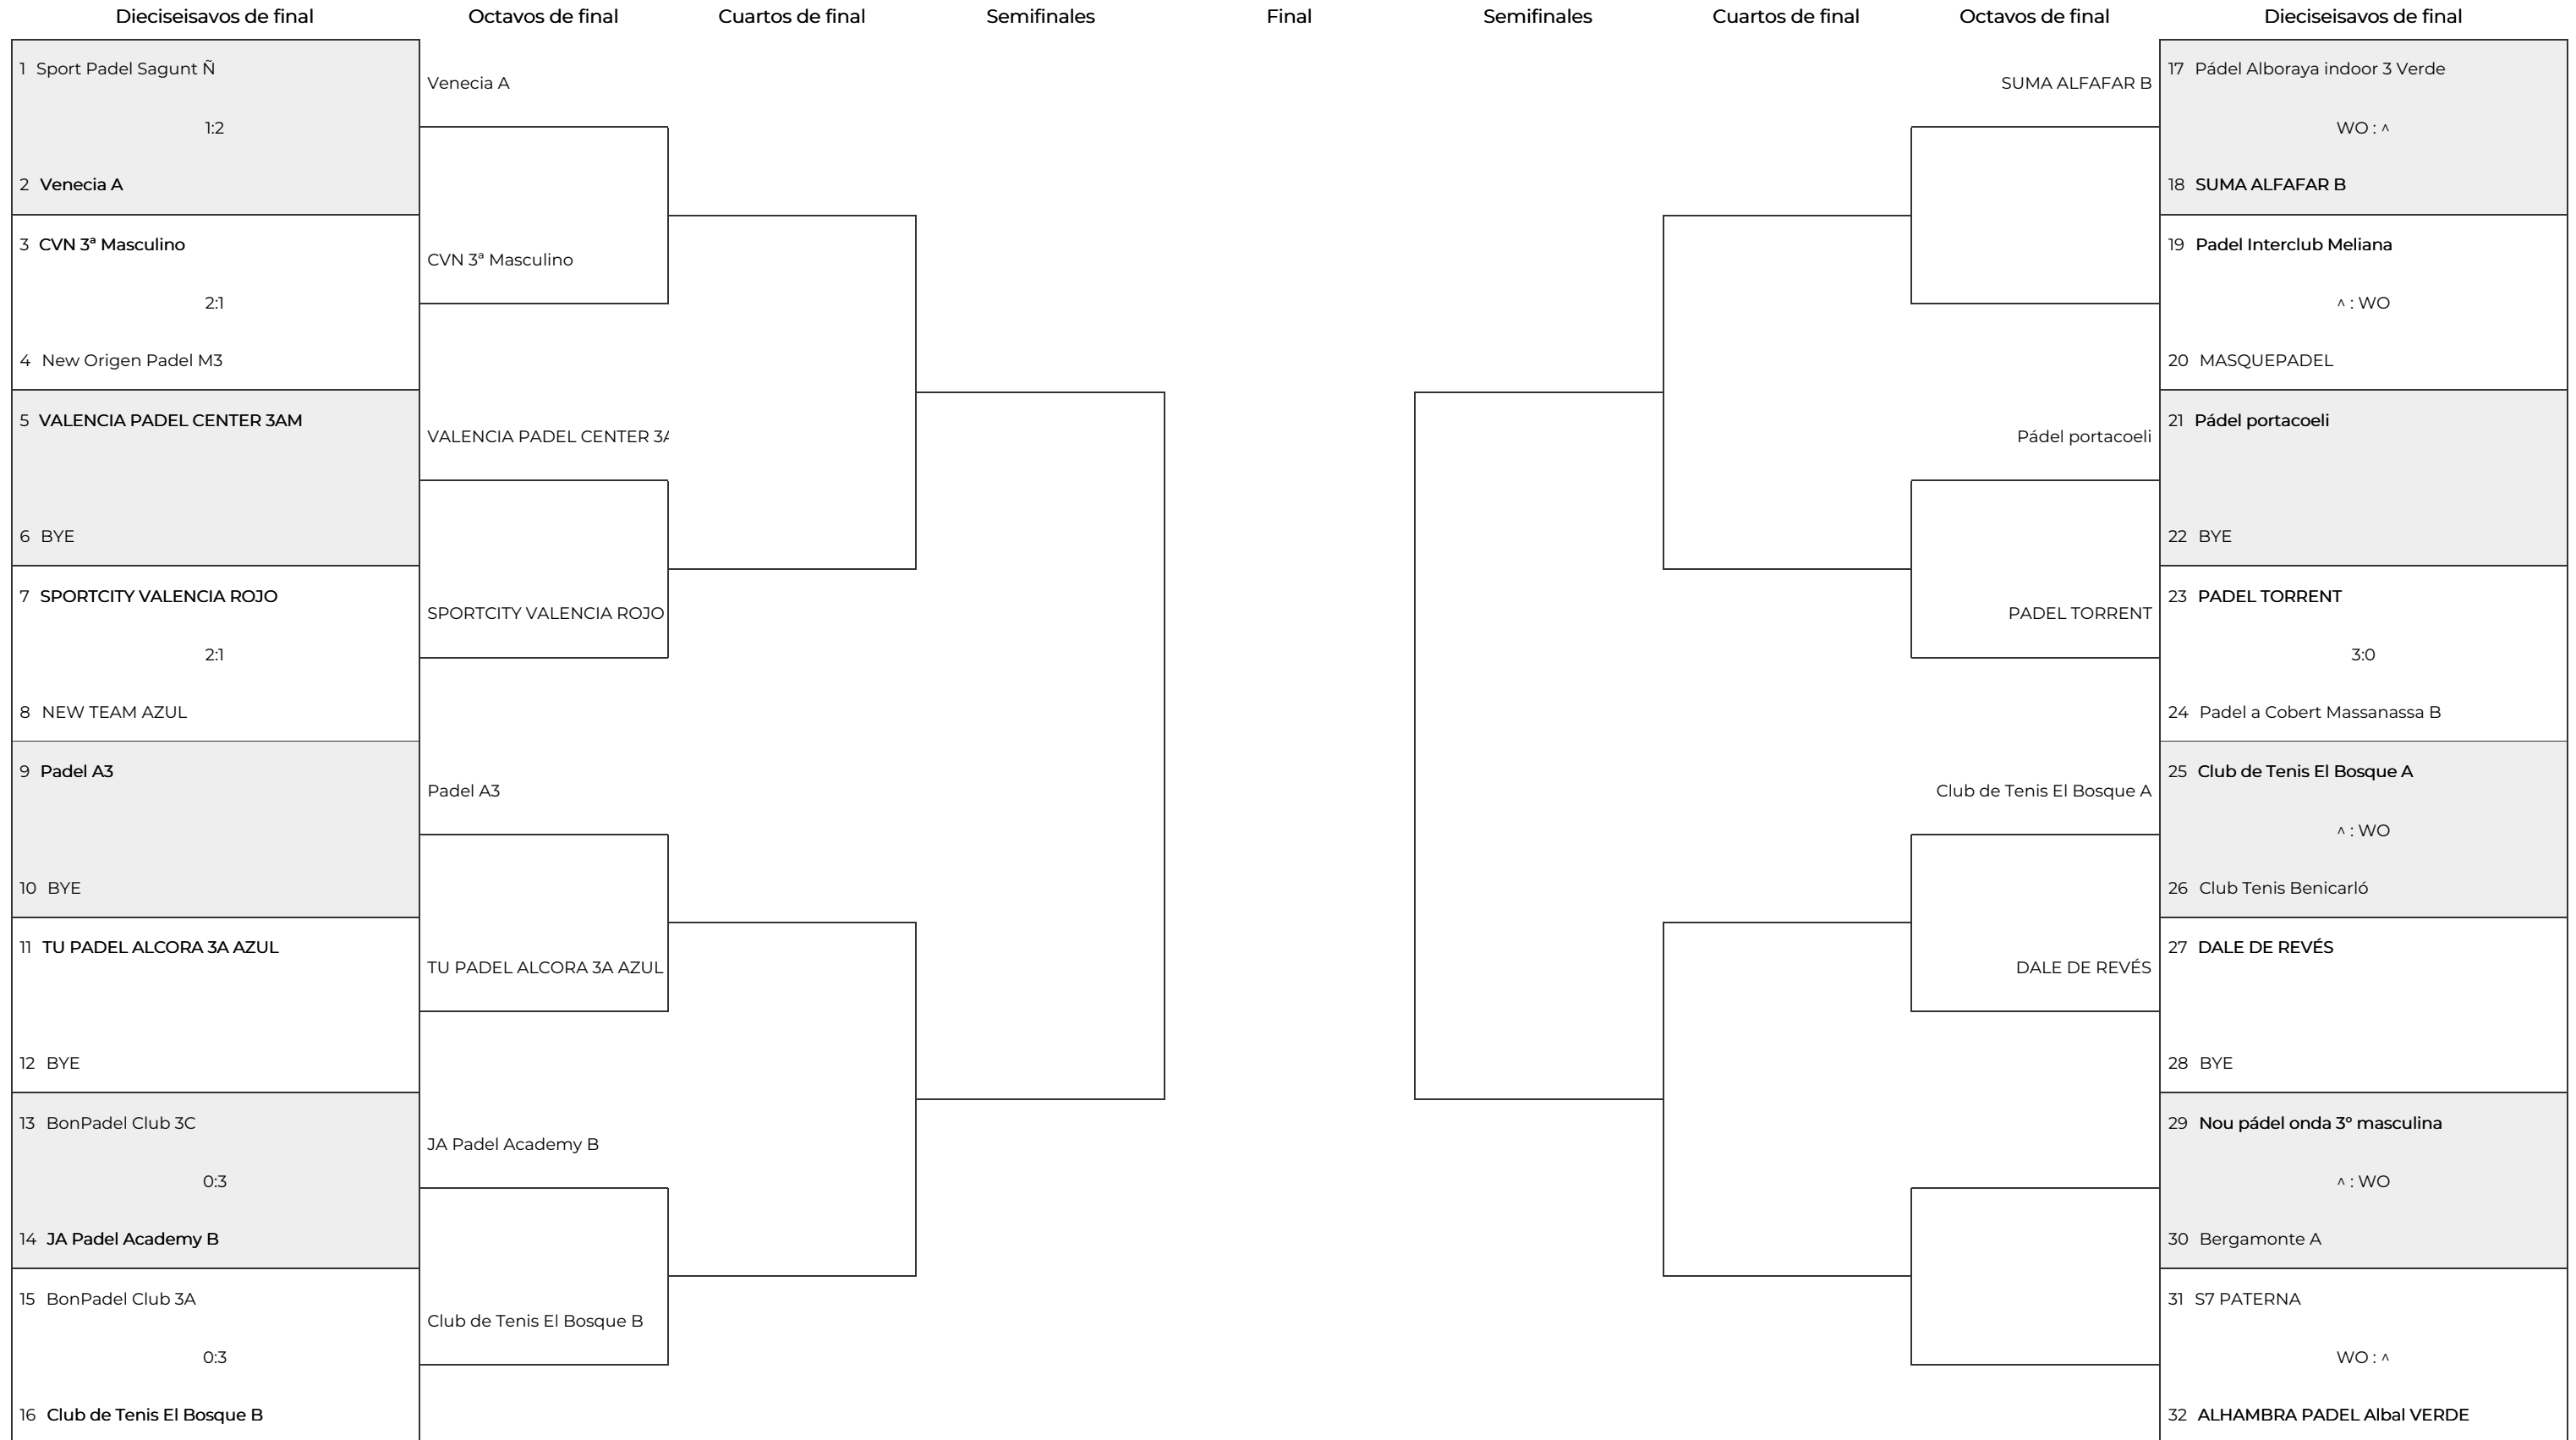 Dieciseisavos de final
Octavos de final
Cuartos de final
Semifinales
Final
Semifinales
Cuartos de final
Octavos de final
Dieciseisavos de final
1 Sport Padel Sagunt Ñ
1:2
2 Venecia A
3 CVN 3ª Masculino
2:1
4 New Origen Padel M3
5 VALENCIA PADEL CENTER 3AM
6 BYE
7 SPORTCITY VALENCIA ROJO
2:1
8 NEW TEAM AZUL
9 Padel A3
10 BYE
11 TU PADEL ALCORA 3A AZUL
12 BYE
13 BonPadel Club 3C
0:3
14 JA Padel Academy B
15 BonPadel Club 3A
0:3
16 Club de Tenis El Bosque B
Venecia A
CVN 3ª Masculino
VALENCIA PADEL CENTER 3A
SPORTCITY VALENCIA ROJO
Padel A3
TU PADEL ALCORA 3A AZUL
JA Padel Academy B
Club de Tenis El Bosque B
SUMA ALFAFAR B
Pádel portacoeli
PADEL TORRENT
Club de Tenis El Bosque A
DALE DE REVÉS
17 Pádel Alboraya indoor 3 Verde
WO : ^
18 SUMA ALFAFAR B
19 Padel Interclub Meliana
^ : WO
20 MASQUEPADEL
21 Pádel portacoeli
22 BYE
23 PADEL TORRENT
3:0
24 Padel a Cobert Massanassa B
25 Club de Tenis El Bosque A
^ : WO
26 Club Tenis Benicarló
27 DALE DE REVÉS
28 BYE
29 Nou pádel onda 3º masculina
^ : WO
30 Bergamonte A
31 S7 PATERNA
WO : ^
32 ALHAMBRA PADEL Albal VERDE